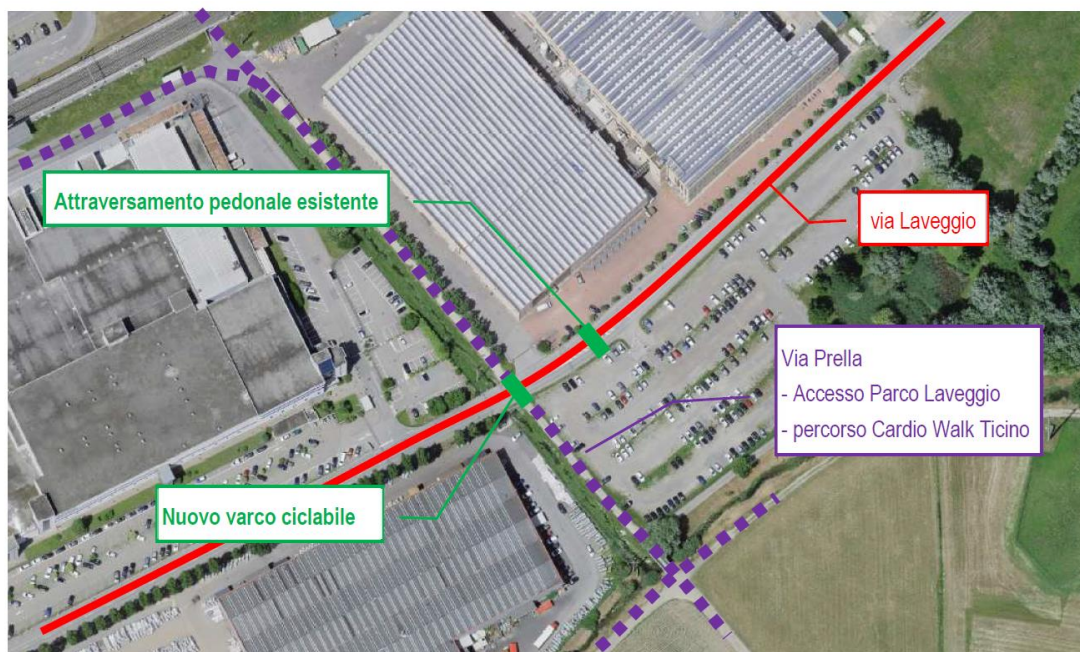 Attraversamento pedonale esistente
via Laveggio
Via Prella
- Accesso Parco Laveggio
- percorso Cardio Walk Ticino
Nuovo varco ciclabile